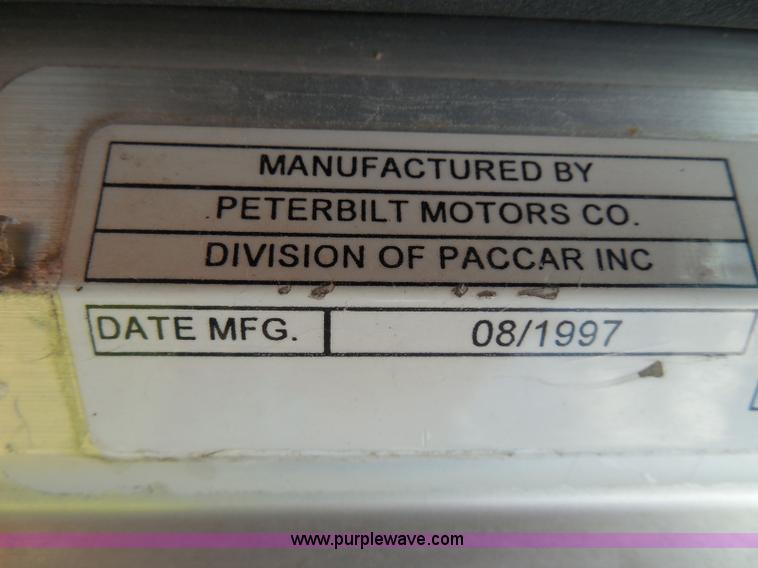 MANUFACTURED BY
PETERBILT MOTORS CO.
DIVISION OF PACCAR INC
DATE MFG. 08/1997
www.purplewave.com